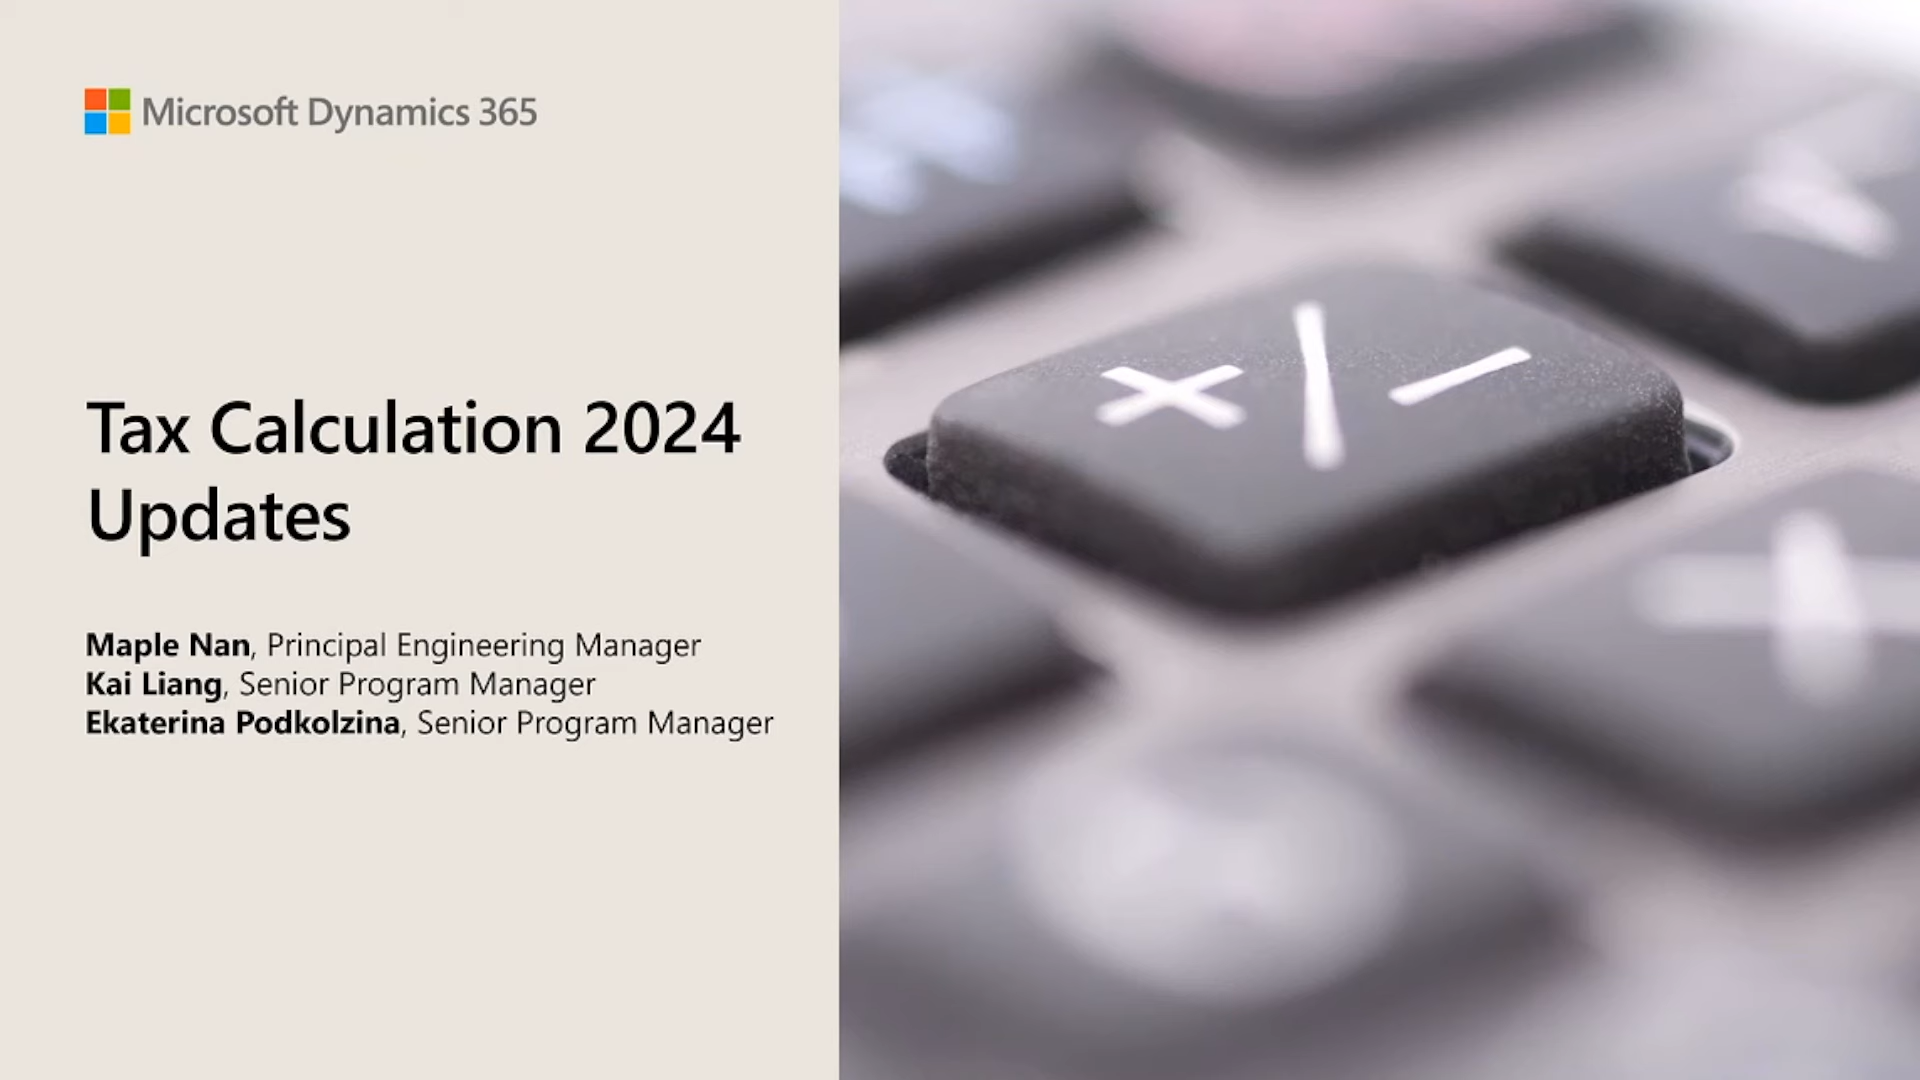 Microsoft Dynamics 365
Tax Calculation 2024
Updates
Maple Nan, Principal Engineering Manager
Kai Liang, Senior Program Manager
Ekaterina Podkolzina, Senior Program Manager
+/-